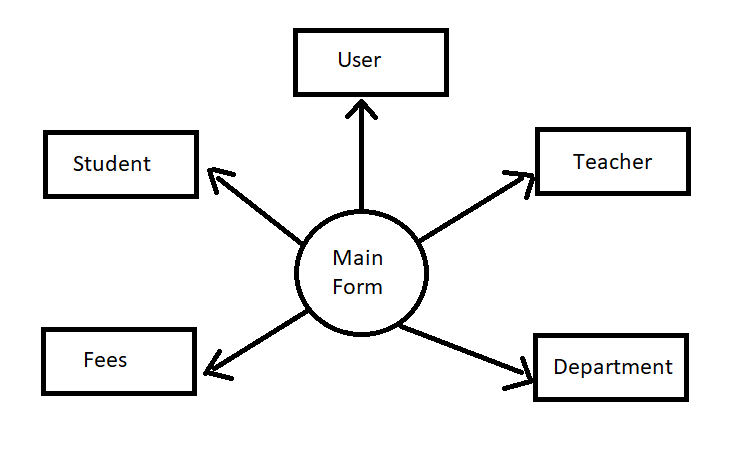 User
Student
Teacher
Main
Form
Fees
Department